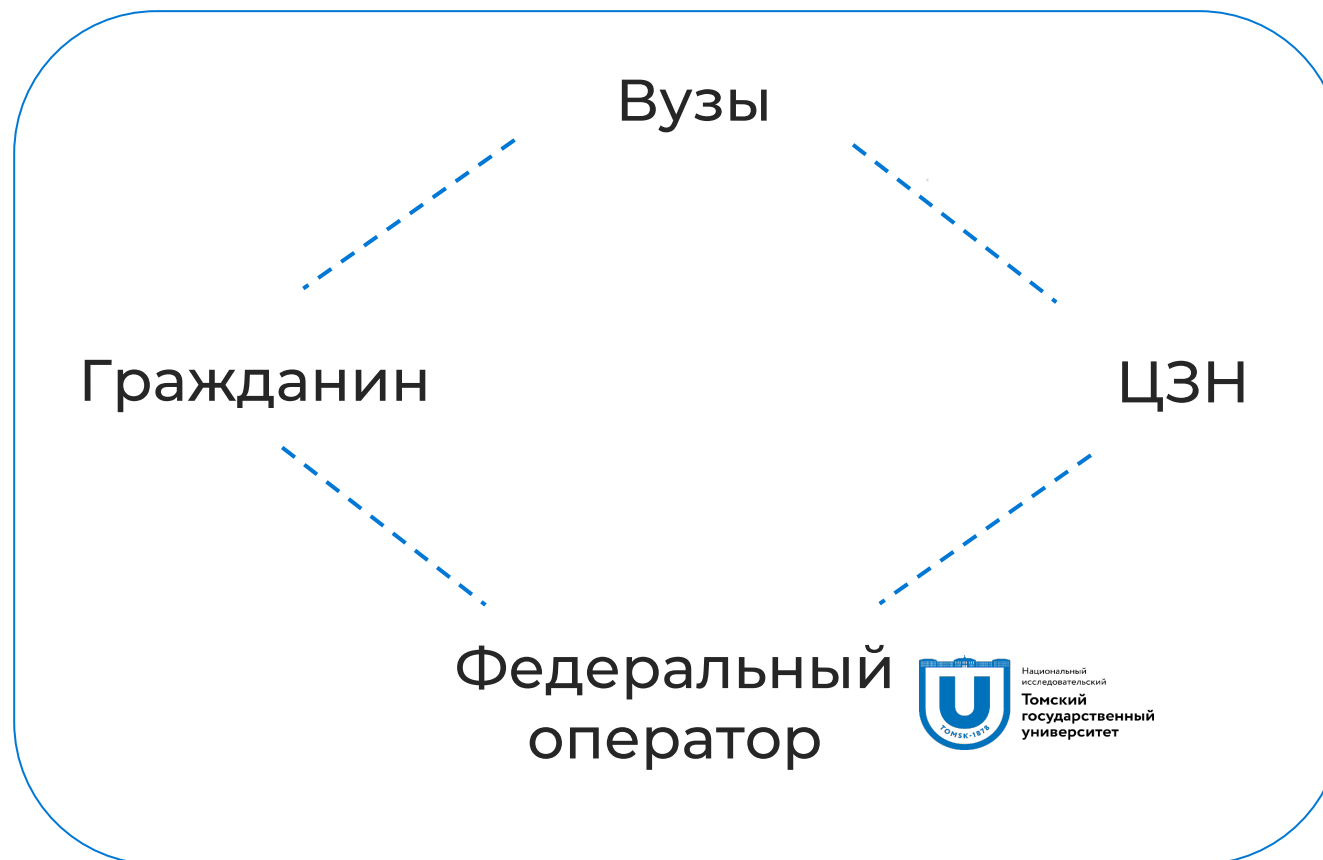 Вузы
Гражданин
ЦЗН
Федеральный
оператор
Национальный
исследовательский
Томский
государственный
университет
TOMSK-1878